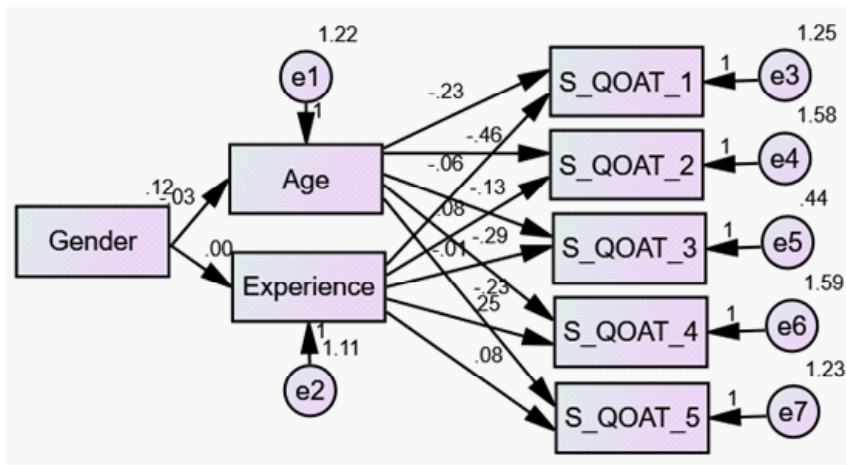 1.22
1.25
e1
1
S_QOAT_1
1
e3
-.23
1.58
-.46
Age
-.06
S_QOAT_2
1
e4
.12
-.03
-.13
.08
.44
Gender
.00
-.01
-.29
S_QOAT_3
1
e5
Experience
-.23
.25
1.59
1
1.11
S_QOAT_4
1
e6
.08
1.23
e2
S_QOAT_5
1
e7